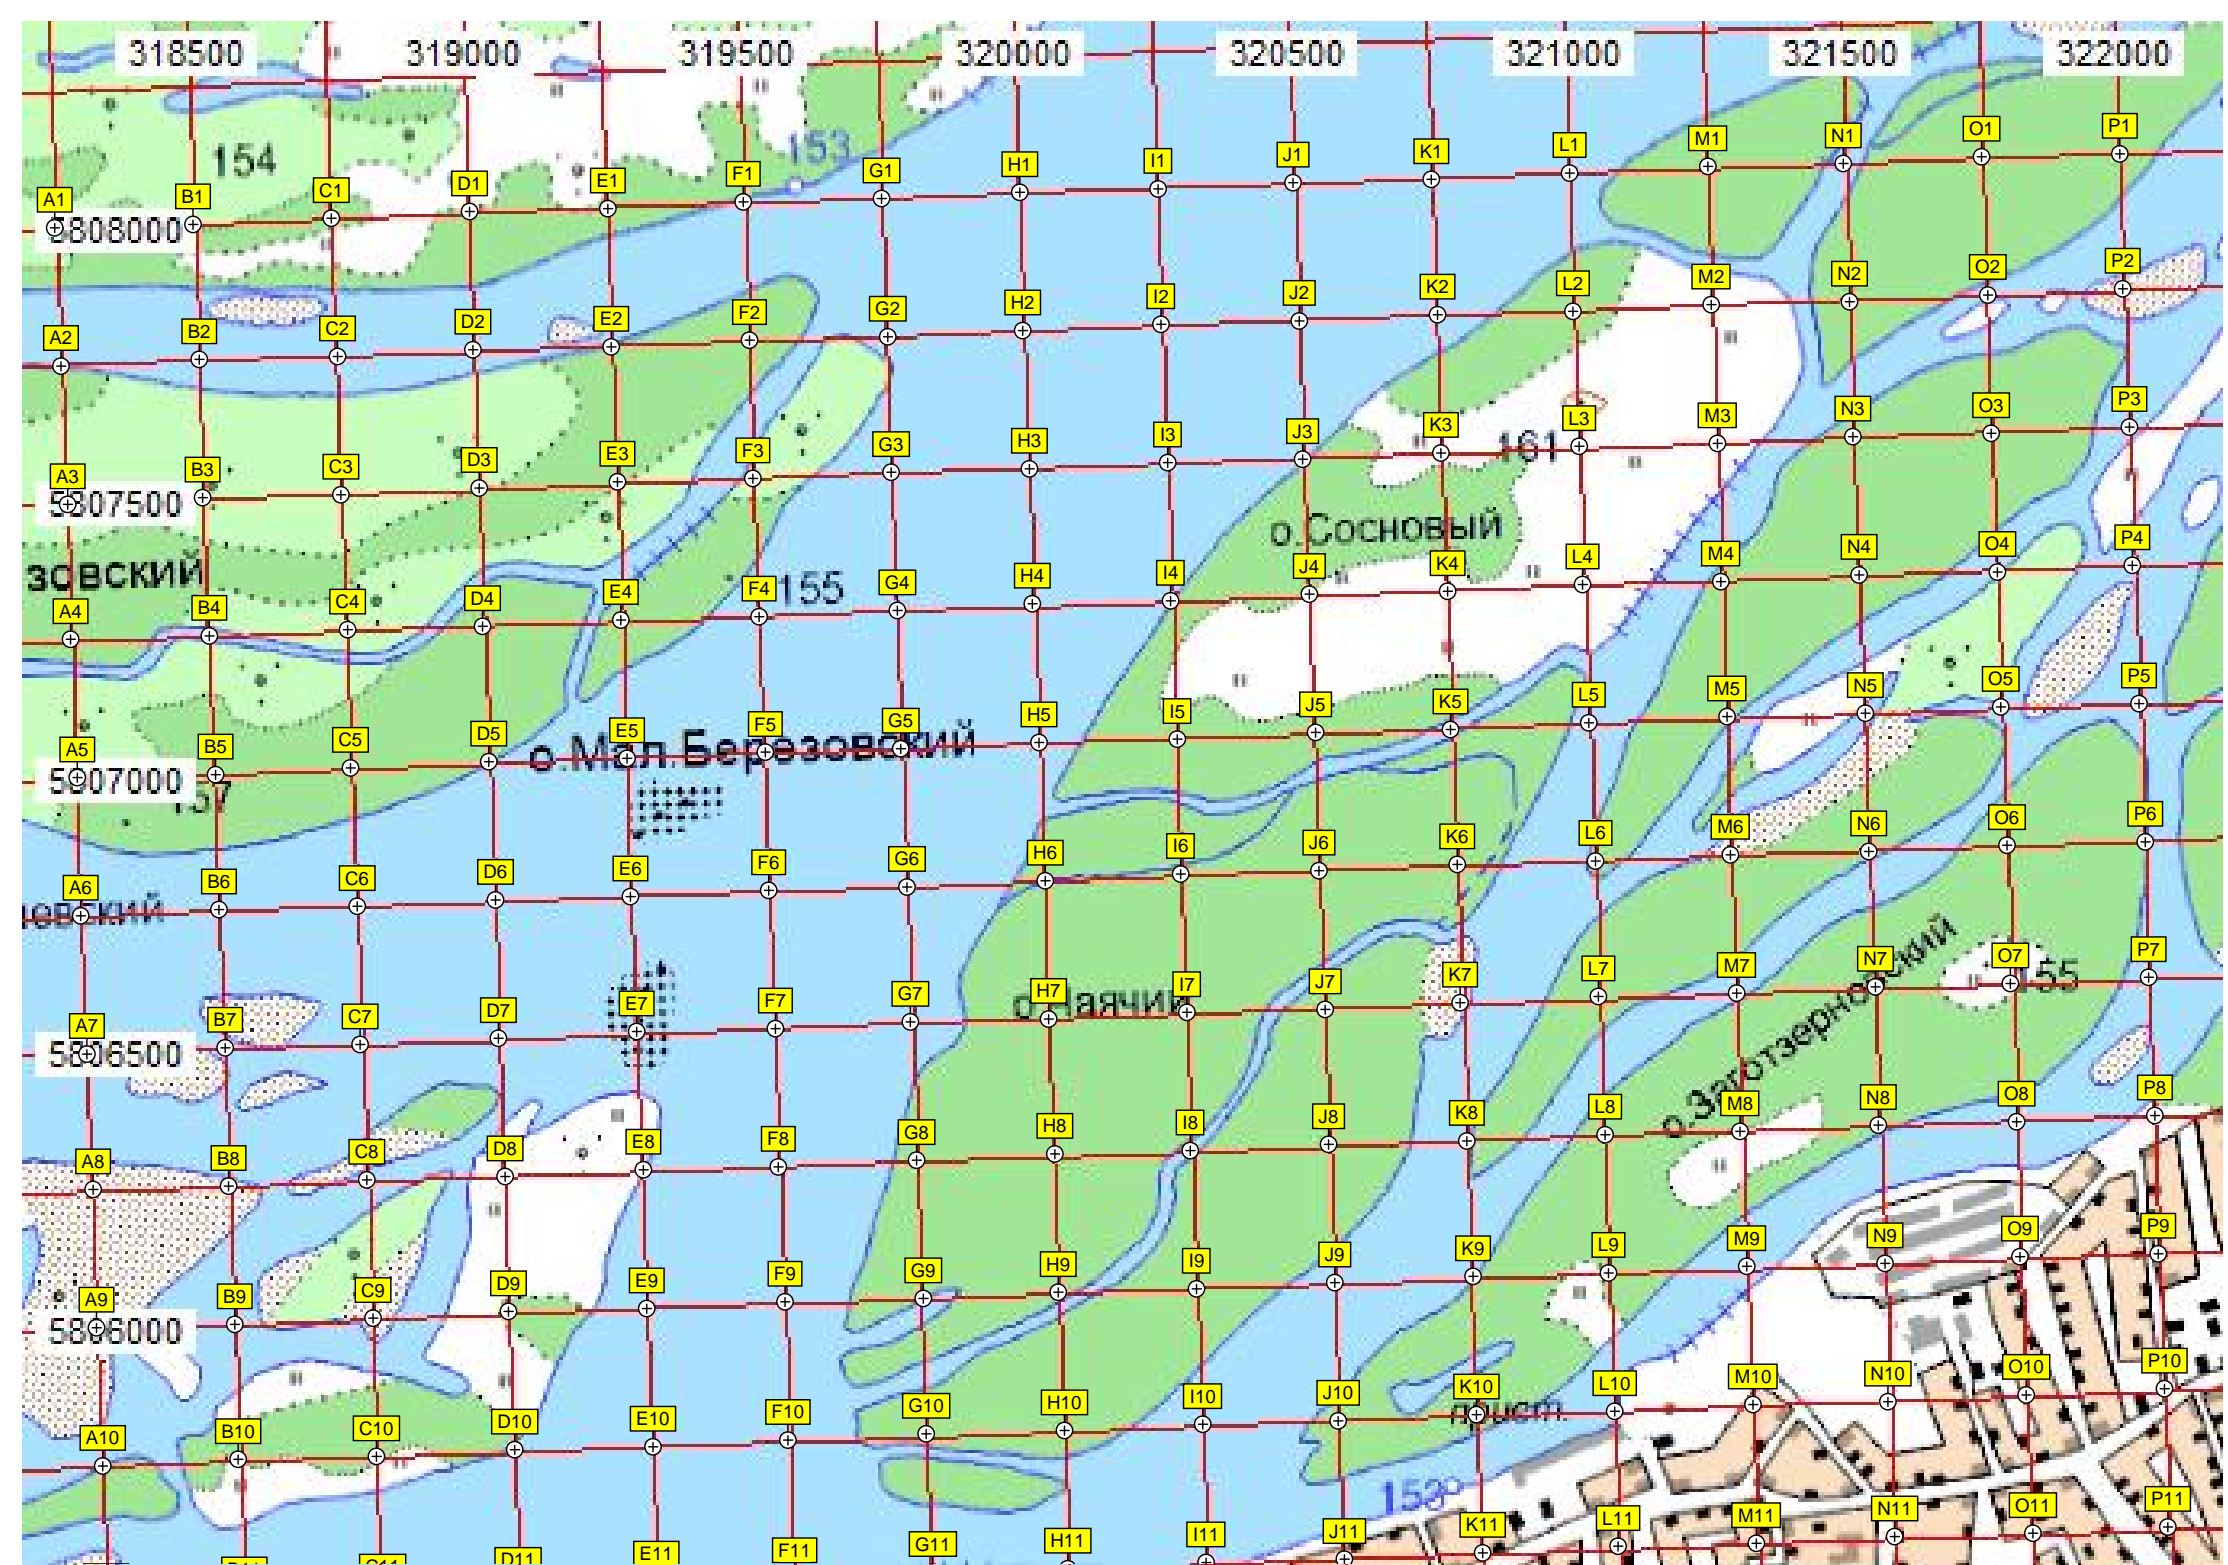 318500 319000 319500 320000 320500 321000 321500 322000
153
154
A1 B1 C1 D1 E1 F1 G1 H1 I1 J1 K1 L1 M1 N1 O1 P1
5808000
A2 B2 C2 D2 E2 F2 G2 H2 I2 J2 K2 L2 M2 N2 O2 P2
A3 B3 C3 D3 E3 F3 G3 H3 I3 J3 K3 L3 M3 N3 O3 P3
161
5807500
о.Сосновый
зовский
155
A4 B4 C4 D4 E4 F4 G4 H4 I4 J4 K4 L4 M4 N4 O4 P4
A5 B5 C5 D5 E5 F5 G5 H5 I5 J5 K5 L5 M5 N5 O5 P5
о.Мал.Березовский
5807000
157
A6 B6 C6 D6 E6 F6 G6 H6 I6 J6 K6 L6 M6 N6 O6 P6
A7 B7 C7 D7 E7 F7 G7 H7 I7 J7 K7 L7 M7 N7 O7 P7
155
5806500
о.Заготзерновский
A8 B8 C8 D8 E8 F8 G8 H8 I8 J8 K8 L8 M8 N8 O8 P8
A9 B9 C9 D9 E9 F9 G9 H9 I9 J9 K9 L9 M9 N9 O9 P9
5806000
A10 B10 C10 D10 E10 F10 G10 H10 I10 J10 K10 L10 M10 N10 O10 P10
153
C11 D11 E11 F11 G11 H11 I11 J11 K11 L11 M11 N11 O11 P11